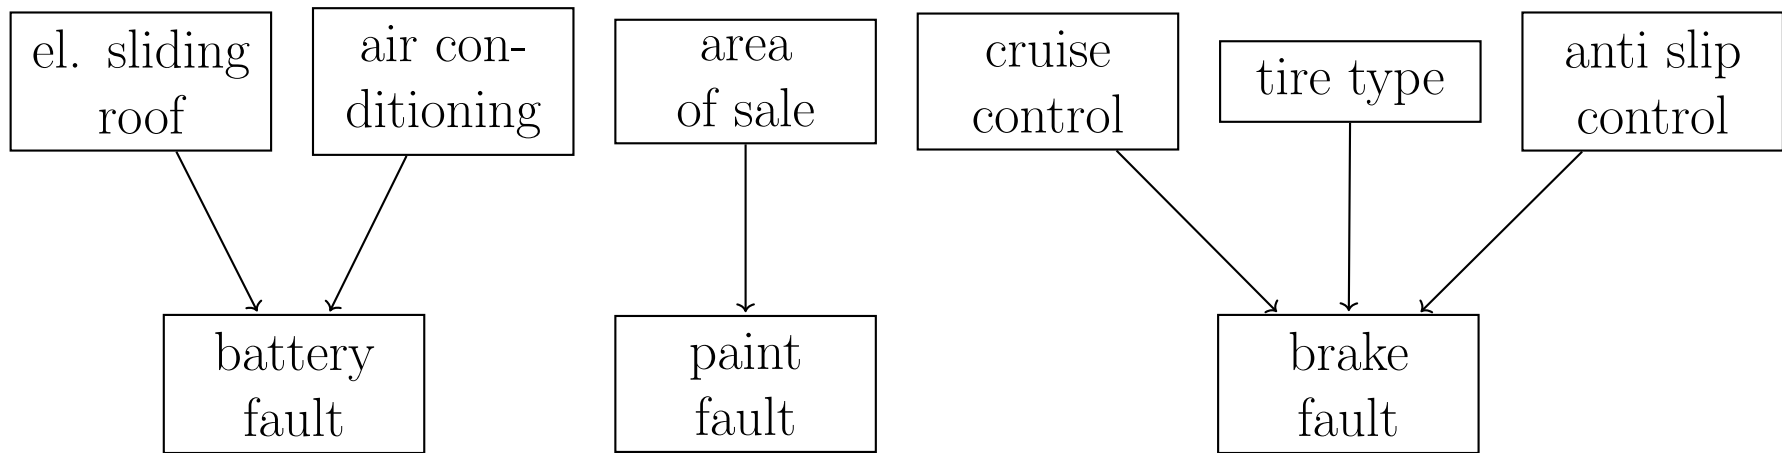 el. sliding
roof
air con-
ditioning
area
of sale
cruise
control
tire type
anti slip
control
battery
fault
paint
fault
brake
fault